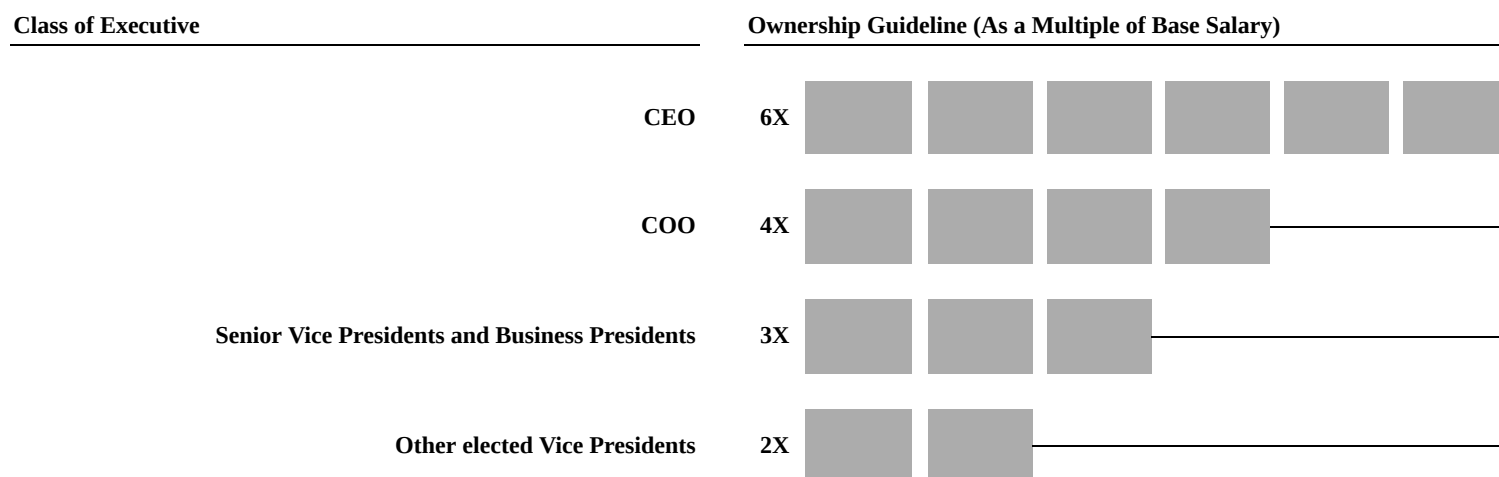 Class of Executive
Ownership Guideline (As a Multiple of Base Salary)
CEO 6X
COO 4X
Senior Vice Presidents and Business Presidents 3X
Other elected Vice Presidents 2X